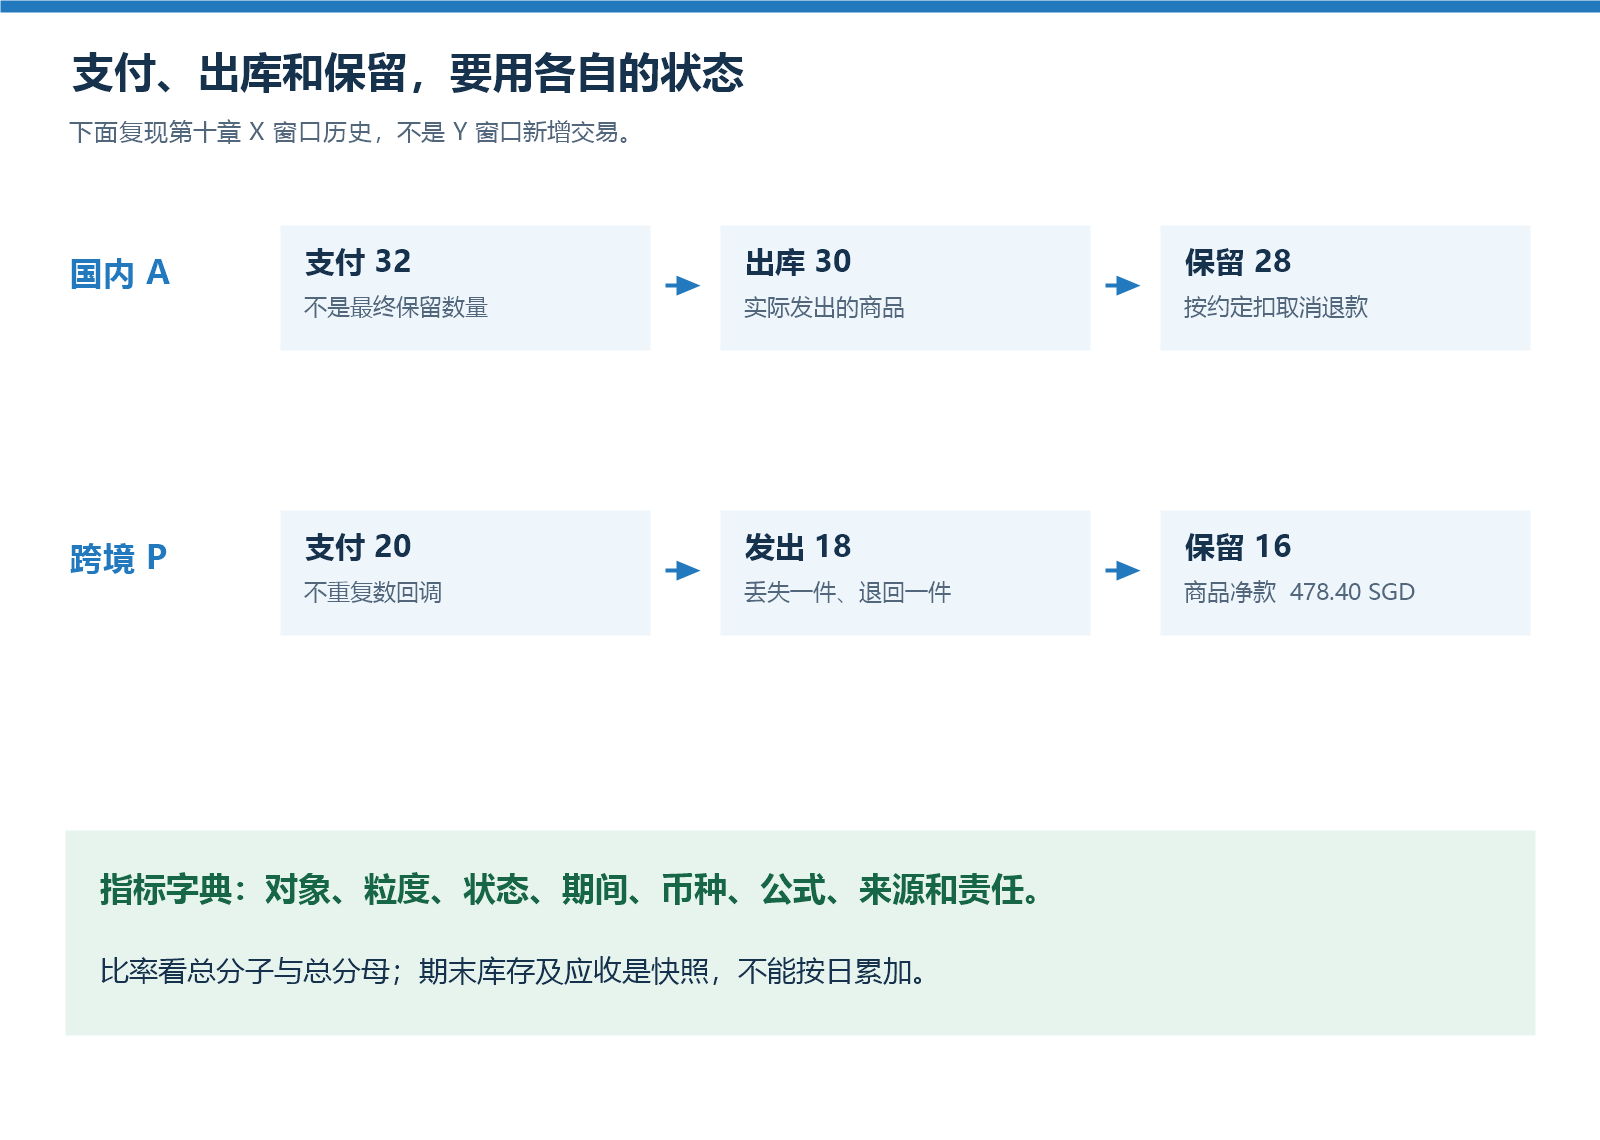 支付、出库和保留，要用各自的状态
下面复现第十章 X 窗口历史，不是 Y 窗口新增交易。
国内 A
支付 32
不是最终保留数量
出库 30
实际发出的商品
保留 28
按约定扣取消退款
跨境 P
支付 20
不重复数回调
发出 18
丢失一件、退回一件
保留 16
商品净款 478.40 SGD
指标字典：对象、粒度、状态、期间、币种、公式、来源和责任。
比率看总分子与总分母；期末库存及应收是快照，不能按日累加。